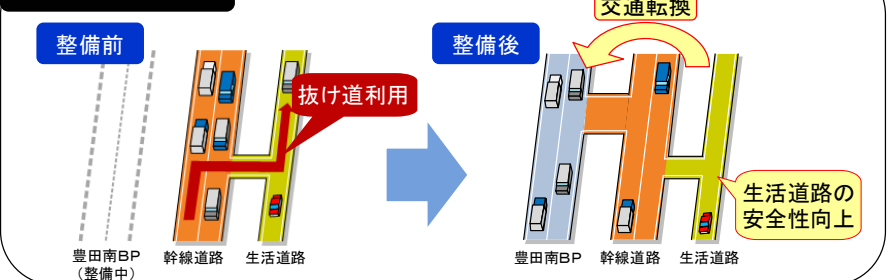 交通転換
整備前
整備後
抜け道利用
生活道路の
安全性向上
豊田南BP
（整備中）
幹線道路
生活道路
豊田南BP
幹線道路
生活道路